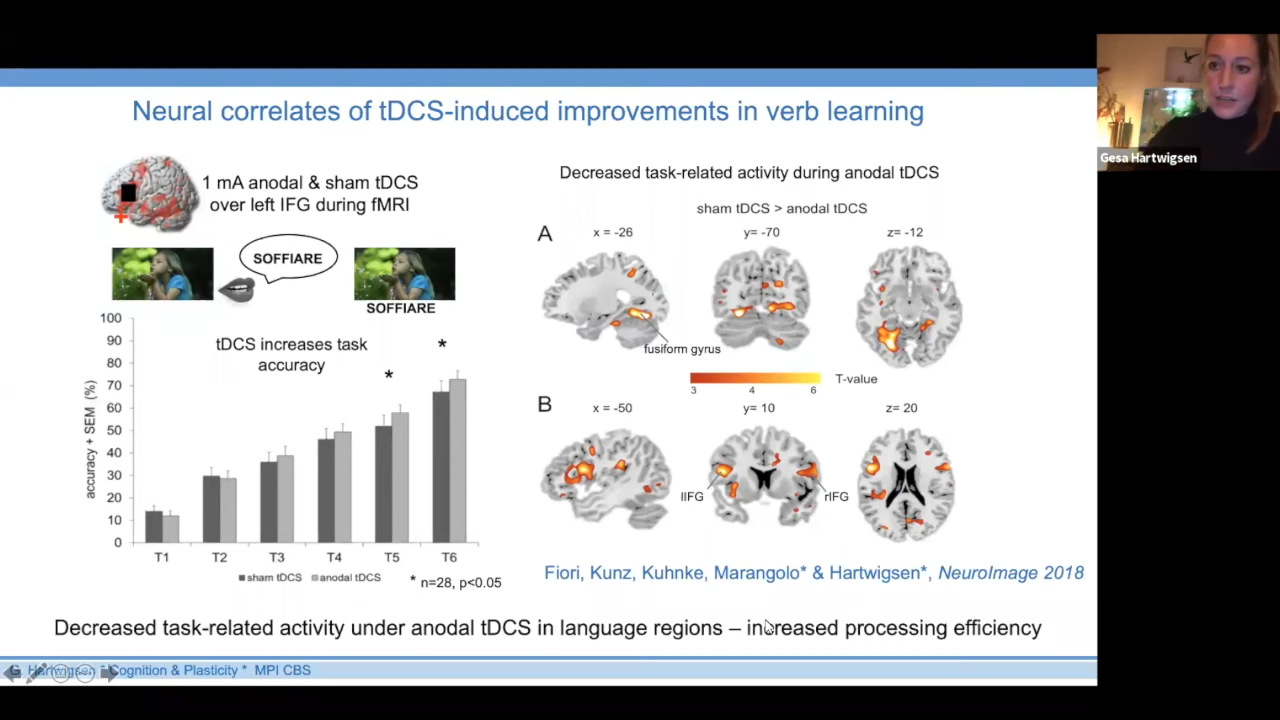 Neural correlates of tDCS-induced improvements in verb learning
Gesa Hartwigsen
1 mA anodal & sham tDCS
over left IFG during fMRI
SOFFIARE
SOFFIARE
tDCS increases task
accuracy
*
*
accuracy + SEM (%)
100
90
80
70
60
50
40
30
20
10
0
T1 T2 T3 T4 T5 T6
sham tDCS anodal tDCS
* n=28, p<0.05
Decreased task-related activity during anodal tDCS
sham tDCS > anodal tDCS
A
x = -26 y= -70 z= -12
fusiform gyrus
T-value
3 4 6
B
x = -50 y= 10 z= 20
lIFG rIFG
Fiori, Kunz, Kuhnke, Marangolo* & Hartwigsen*, NeuroImage 2018
Decreased task-related activity under anodal tDCS in language regions – increased processing efficiency
G. Hartwigsen * Cognition & Plasticity * MPI CBS